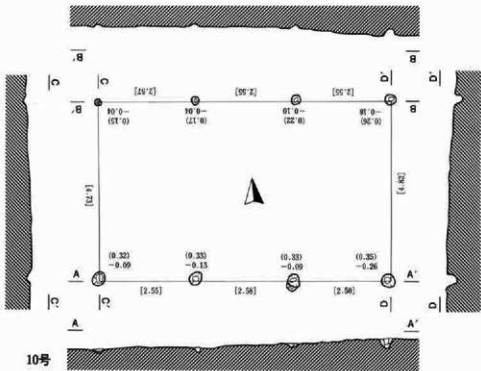 B' B
C C D' D'
[2.57] [2.55] [2.55]
B' B
(0.15) -0.04
(0.17) -0.04
(0.22) -0.10
(0.26) -0.18
[4.73] [4.82]
(0.32) (0.33) (0.33) (0.35)
-0.09 -0.13 -0.09 -0.26
A A'
[2.55] [2.58] [2.50]
C' C' D D
A A'
10号